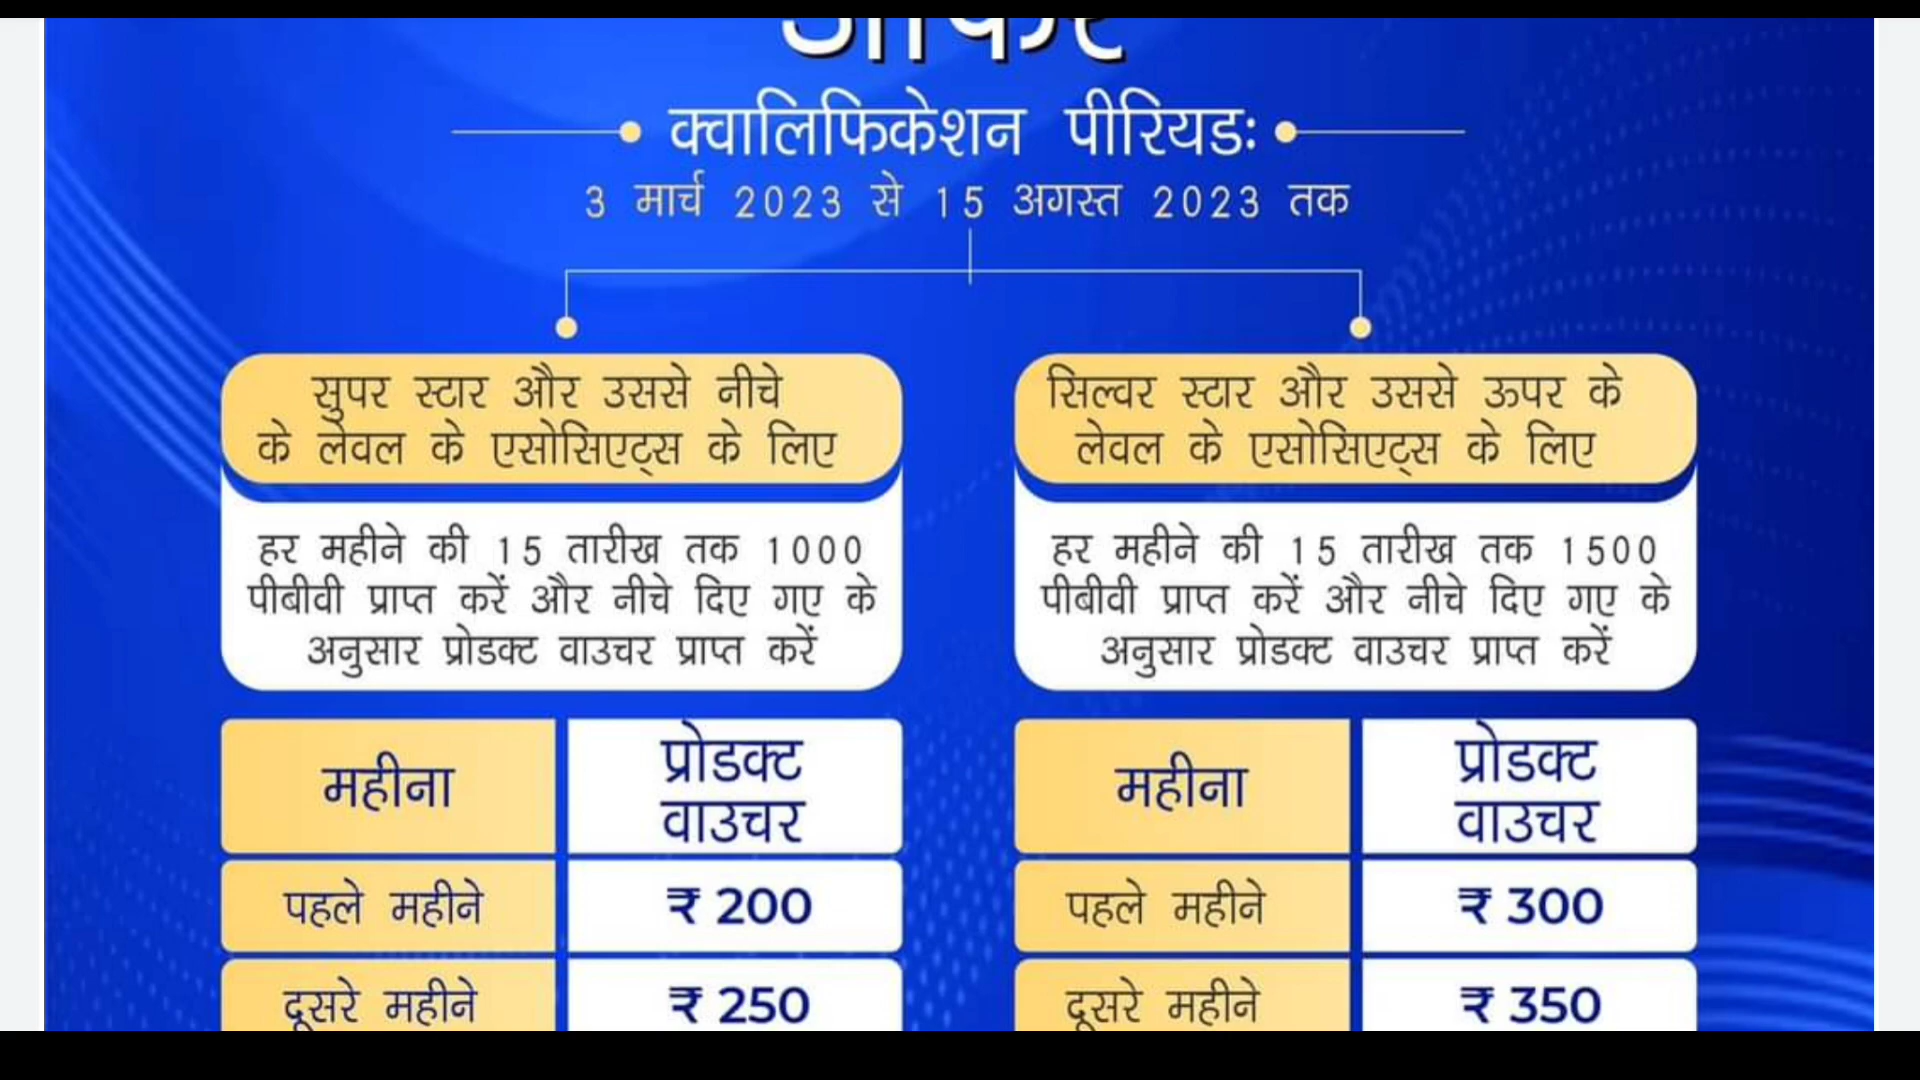 क्वालिफिकेशन पीरियडः
3 मार्च 2023 से 15 अगस्त 2023 तक
सुपर स्टार और उससे नीचे
के लेवल के एसोसिएट्स के लिए
हर महीने की 15 तारीख तक 1000
पीबीवी प्राप्त करें और नीचे दिए गए के
अनुसार प्रोडक्ट वाउचर प्राप्त करें
महीना
प्रोडक्ट
वाउचर
पहले महीने
₹ 200
दूसरे महीने
₹ 250
सिल्वर स्टार और उससे ऊपर के
लेवल के एसोसिएट्स के लिए
हर महीने की 15 तारीख तक 1500
पीबीवी प्राप्त करें और नीचे दिए गए के
अनुसार प्रोडक्ट वाउचर प्राप्त करें
महीना
प्रोडक्ट
वाउचर
पहले महीने
₹ 300
दूसरे महीने
₹ 350